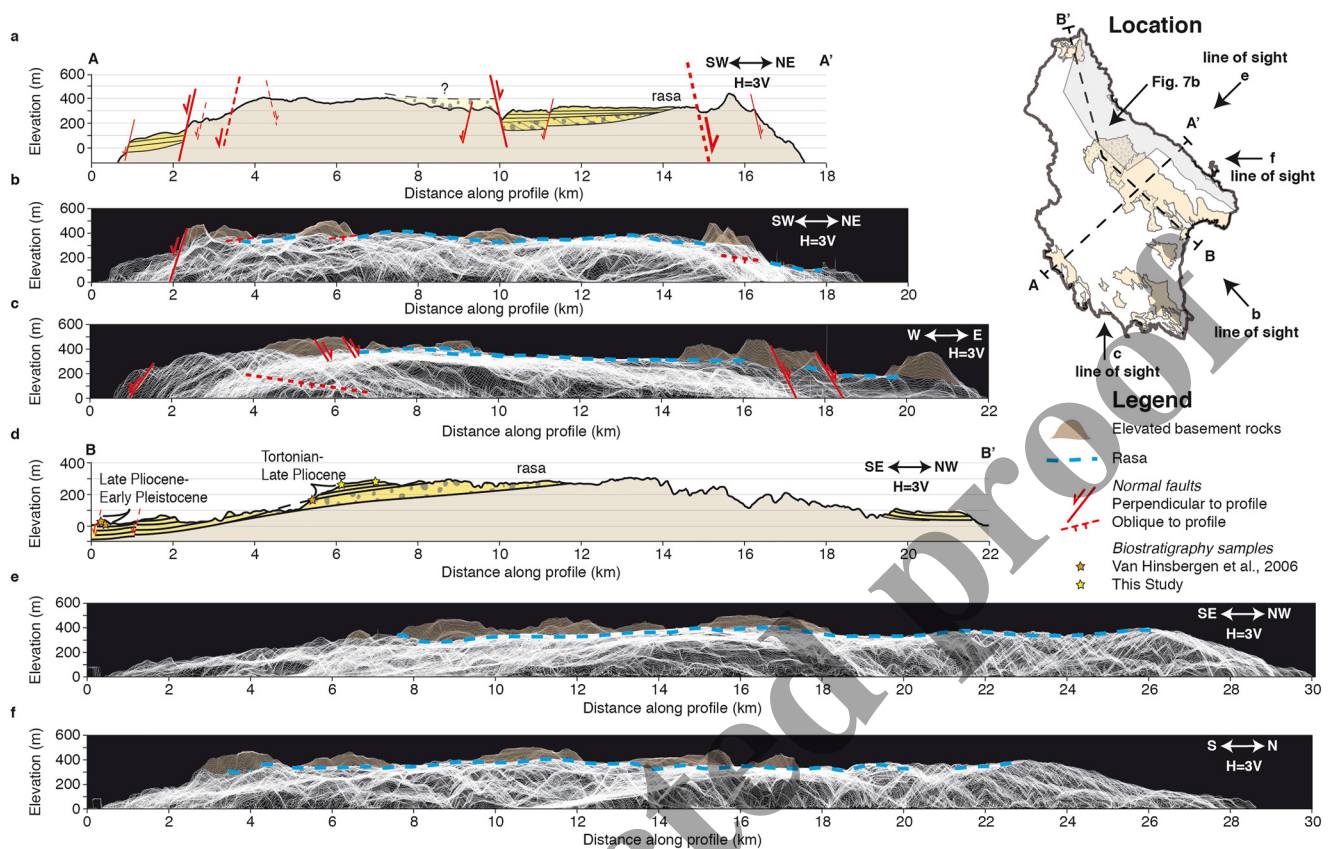 a
A
A'
SW NE
H=3V
?
rasa
Elevation (m)
600
400
200
0
0 2 4 6 8 10 12 14 16 18
Distance along profile (km)
b
SW NE
H=3V
Elevation (m)
600
400
200
0
0 2 4 6 8 10 12 14 16 18 20
Distance along profile (km)
c
W E
H=3V
Elevation (m)
600
400
200
0
0 2 4 6 8 10 12 14 16 18 20 22
Distance along profile (km)
d
B
B'
Late Pliocene-
Early Pleistocene
Tortonian-
Late Pliocene
rasa
SE NW
H=3V
Elevation (m)
400
200
0
0 2 4 6 8 10 12 14 16 18 20 22
Distance along profile (km)
e
SE NW
H=3V
Elevation (m)
600
400
200
0
0 2 4 6 8 10 12 14 16 18 20 22 24 26 28 30
Distance along profile (km)
f
S N
H=3V
Elevation (m)
600
400
200
0
0 2 4 6 8 10 12 14 16 18 20 22 24 26 28 30
Distance along profile (km)
Location
B'
line of sight
e
Fig. 7b
A'
f
line of sight
B
A
b
line of sight
c
line of sight
Legend
Elevated basement rocks
Rasa
Normal faults
Perpendicular to profile
Oblique to profile
Biostratigraphy samples
Van Hinsbergen et al., 2006
This Study
ted proof